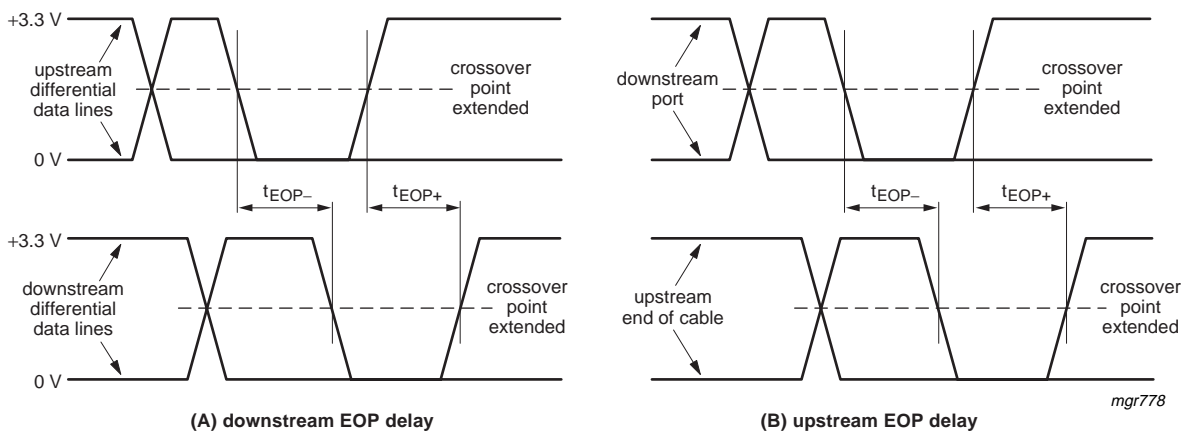 +3.3 V
upstream
differential
data lines
crossover
point
extended
0 V
tEOP−
tEOP+
+3.3 V
downstream
differential
data lines
crossover
point
extended
0 V
(A) downstream EOP delay
downstream
port
crossover
point
extended
tEOP−
tEOP+
upstream
end of cable
crossover
point
extended
(B) upstream EOP delay
mgr778